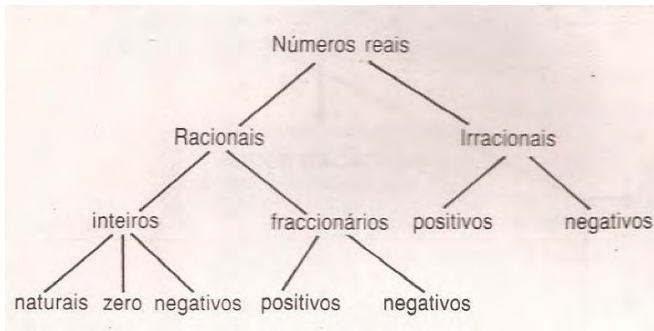 Números reais
Racionais Irracionais
inteiros fraccionários positivos negativos
naturais zero negativos positivos negativos